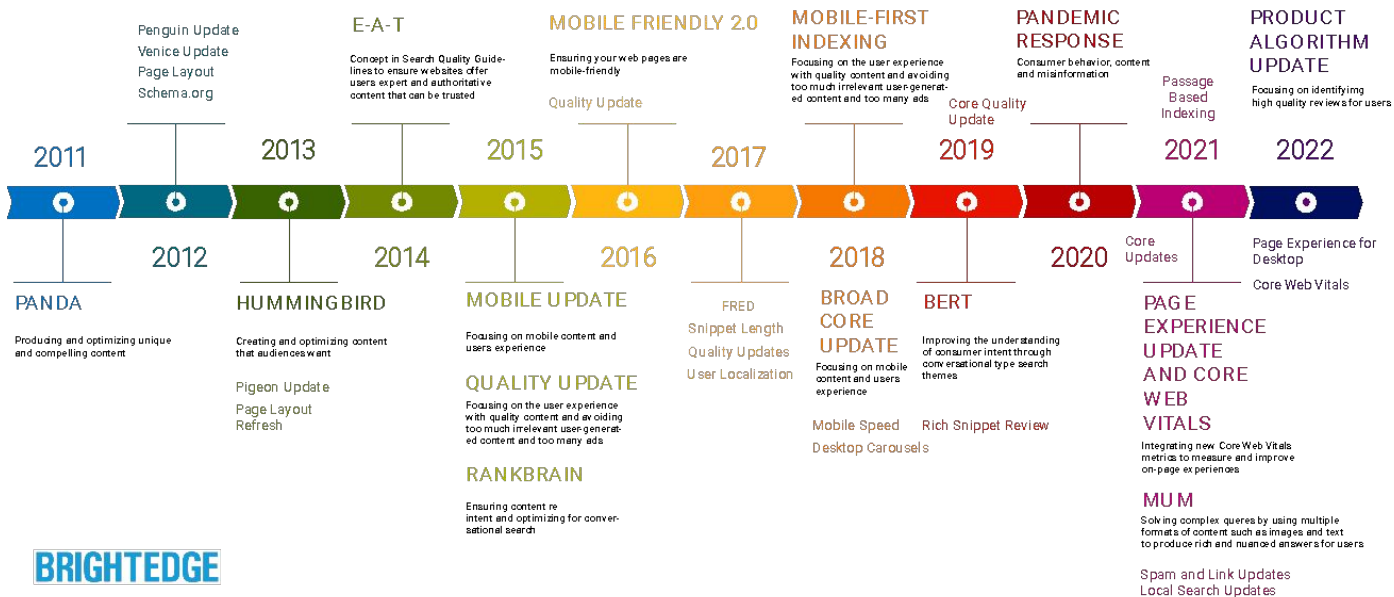 2011
PANDA
Producing and optimizing unique
and compelling content
Penguin Update
Venice Update
Page Layout
Schema.org
2012
2013
HUMMINGBIRD
Creating and optimizing content
that audiences want
Pigeon Update
Page Layout
Refresh
E-A-T
Concept in Search Quality Guide-
lines to ensure websites offer
users expert and authoritative
content that can be trusted
2014
2015
MOBILE UPDATE
Focusing on mobile content and
users experience
QUALITY UPDATE
Focusing on the user experience
with quality content and avoiding
too much irrelevant user-generat-
ed content and too many ads
RANKBRAIN
Ensuring content re
intent and optimizing for conver-
sational search
MOBILE FRIENDLY 2.0
Ensuring your web pages are
mobile-friendly
Quality Update
2016
2017
FRED
Snippet Length
Quality Updates
User Localization
MOBILE-FIRST
INDEXING
Focusing on the user experience
with quality content and avoiding
too much irrelevant user-generat-
ed content and too many ads
2018
BROAD
CORE
UPDATE
Focusing on mobile
content and users
experience
Mobile Speed
Desktop Carousels
Core Quality
Update
2019
BERT
Improving the understanding
of consumer intent through
conversational type search
themes
Rich Snippet Review
PANDEMIC
RESPONSE
Consumer behavior, content
and misinformation
2020
Passage
Based
Indexing
2021
Core
Updates
PAGE
EXPERIENCE
UPDATE
AND CORE
WEB
VITALS
Integrating new Core Web Vitals
metrics to measure and improve
on-page experiences
MUM
Solving complex queres by using multiple
formats of content such as images and text
to produce rich and nuanced answers for users
Spam and Link Updates
Local Search Updates
PRODUCT
ALGORITHM
UPDATE
Focusing on identifying
high quality reviews for users
2022
Page Experience for
Desktop
Core Web Vitals
BRIGHTEDGE